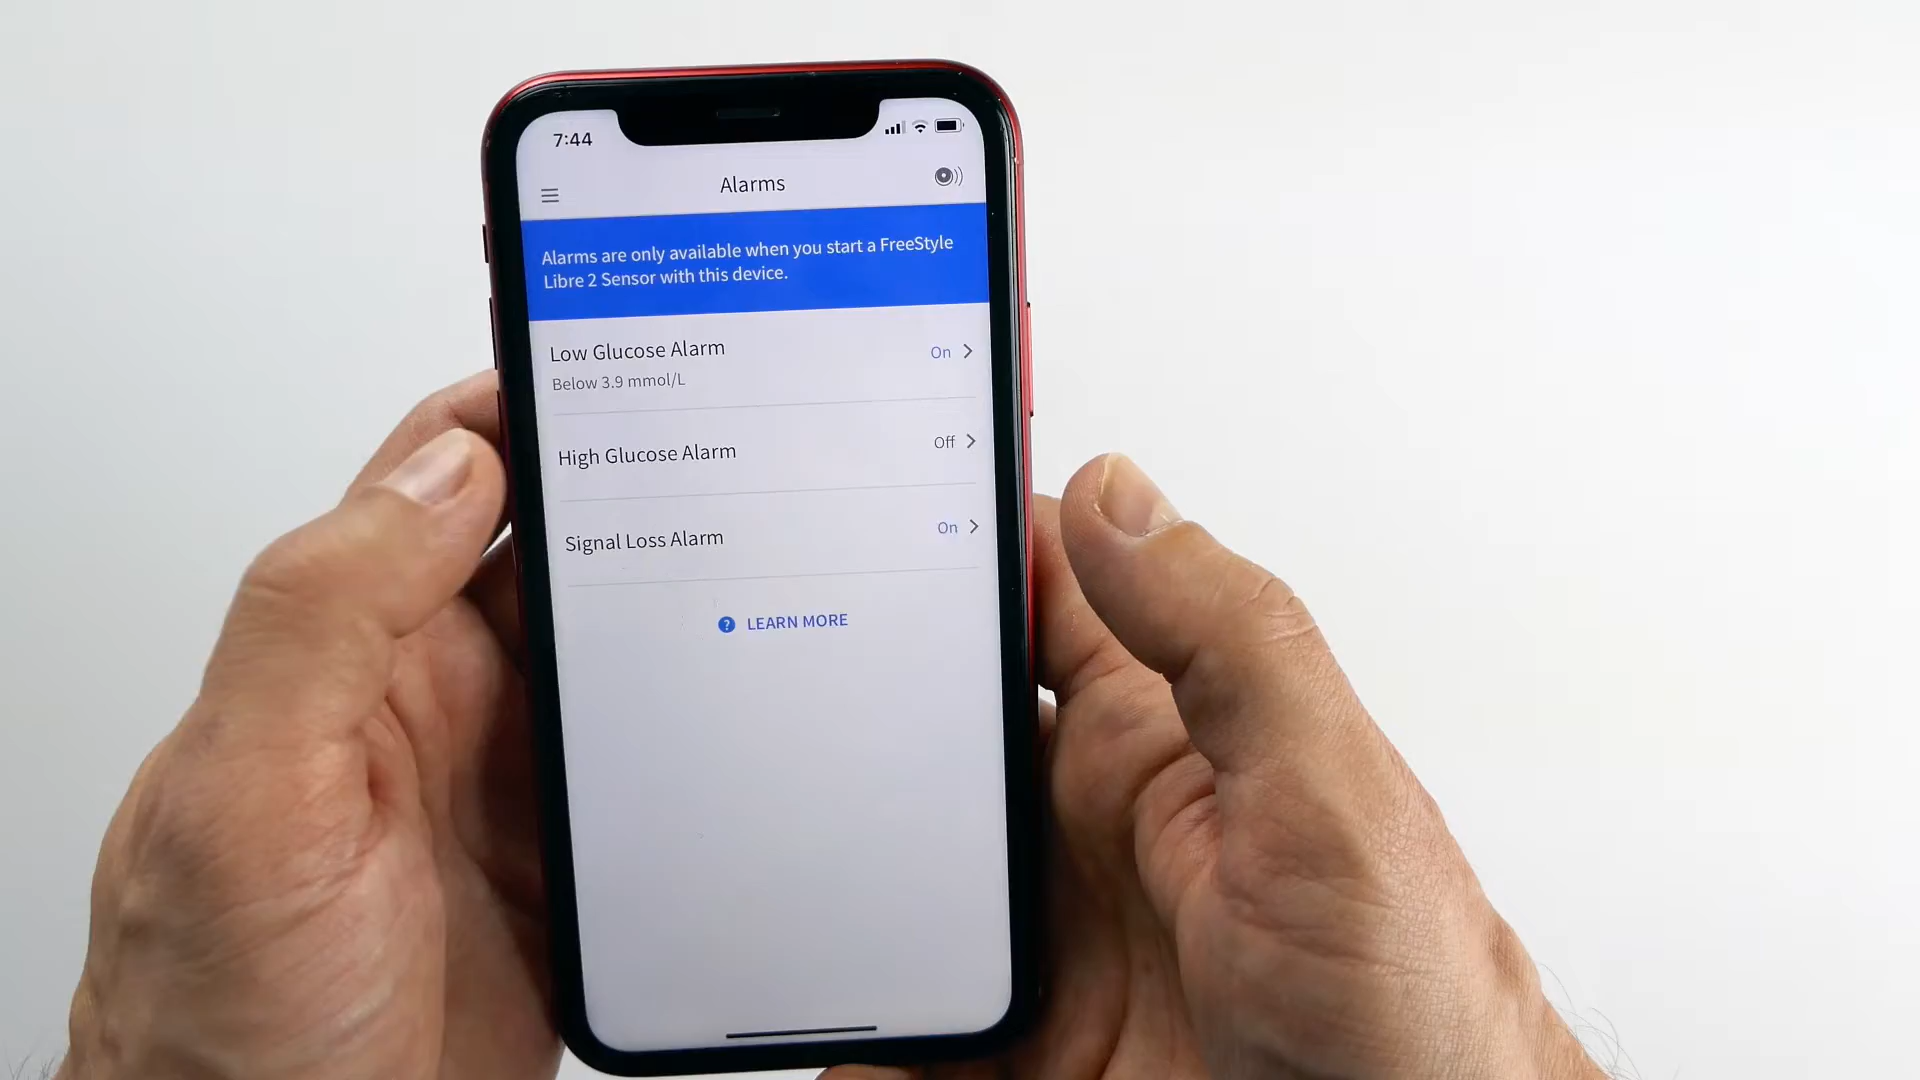 7:44
Alarms
Alarms are only available when you start a FreeStyle
Libre 2 Sensor with this device.
Low Glucose Alarm
On
Below 3.9 mmol/L
High Glucose Alarm
Off
Signal Loss Alarm
On
? LEARN MORE